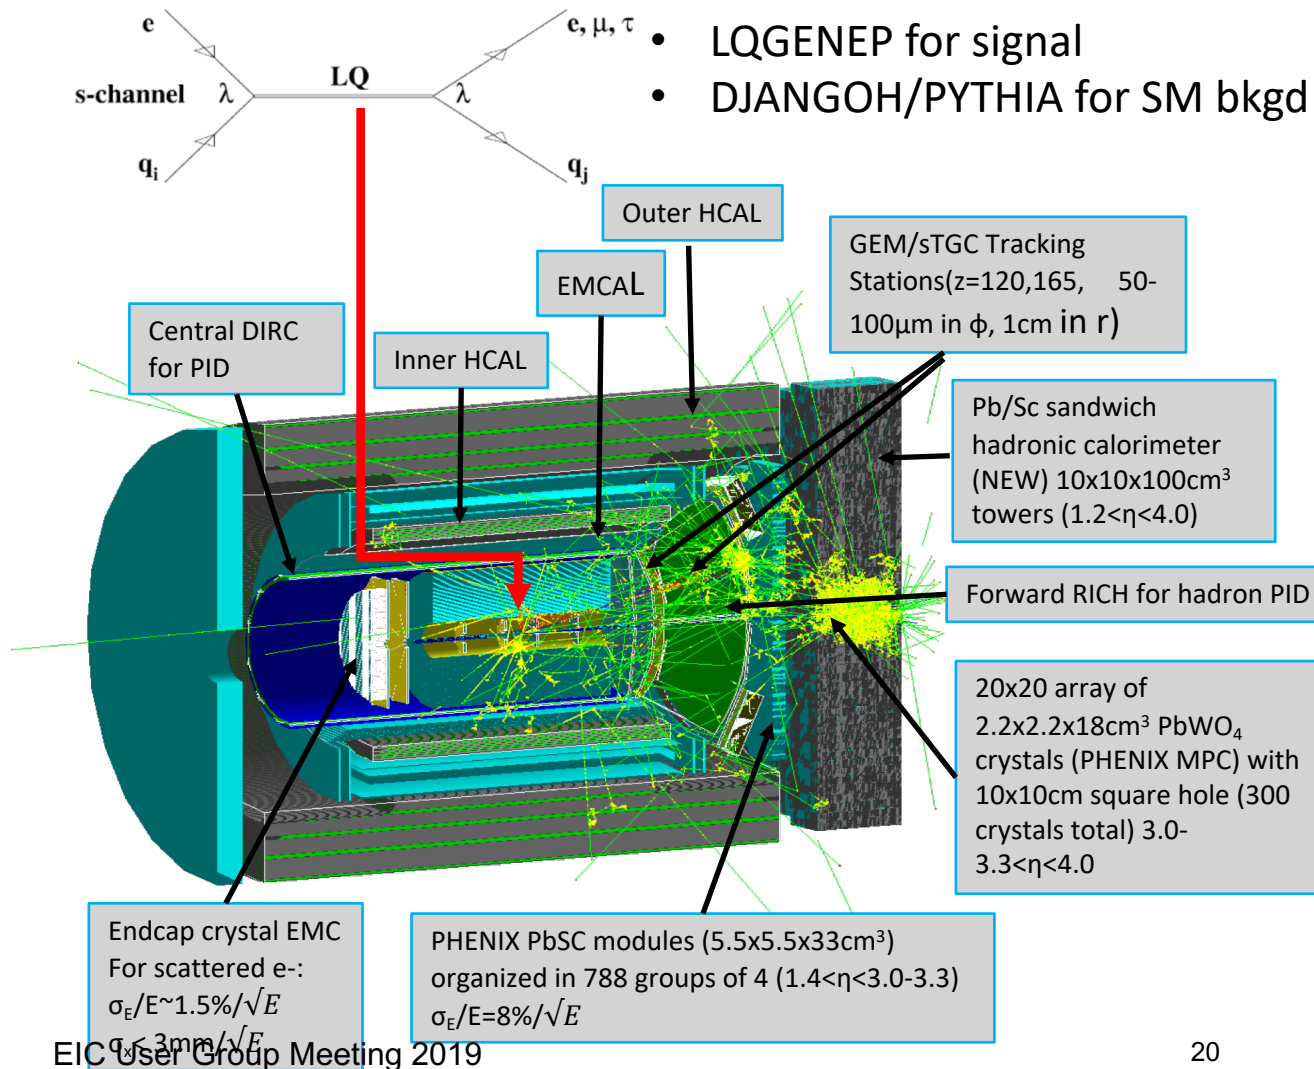 e
e, μ, τ
s-channel
λ
LQ
λ
q_i
q_j
• LQGENEP for signal
• DJANGOH/PYTHIA for SM bkgd
Outer HCAL
EMCAL
GEM/sTGC Tracking
Stations(z=120,165, 50-
100μm in ϕ, 1cm in r)
Central DIRC
for PID
Inner HCAL
Pb/Sc sandwich
hadronic calorimeter
(NEW) 10x10x100cm³
towers (1.2<η<4.0)
Forward RICH for hadron PID
20x20 array of
2.2x2.2x18cm³ PbWO₄
crystals (PHENIX MPC) with
10x10cm square hole (300
crystals total) 3.0-
3.3<η<4.0
Endcap crystal EMC
For scattered e-:
σ_E/E~1.5%/√E
σ_x< 3mm/√E
PHENIX PbSC modules (5.5x5.5x33cm³)
organized in 788 groups of 4 (1.4<η<3.0-3.3)
σ_E/E=8%/√E
EIC User Group Meeting 2019
20